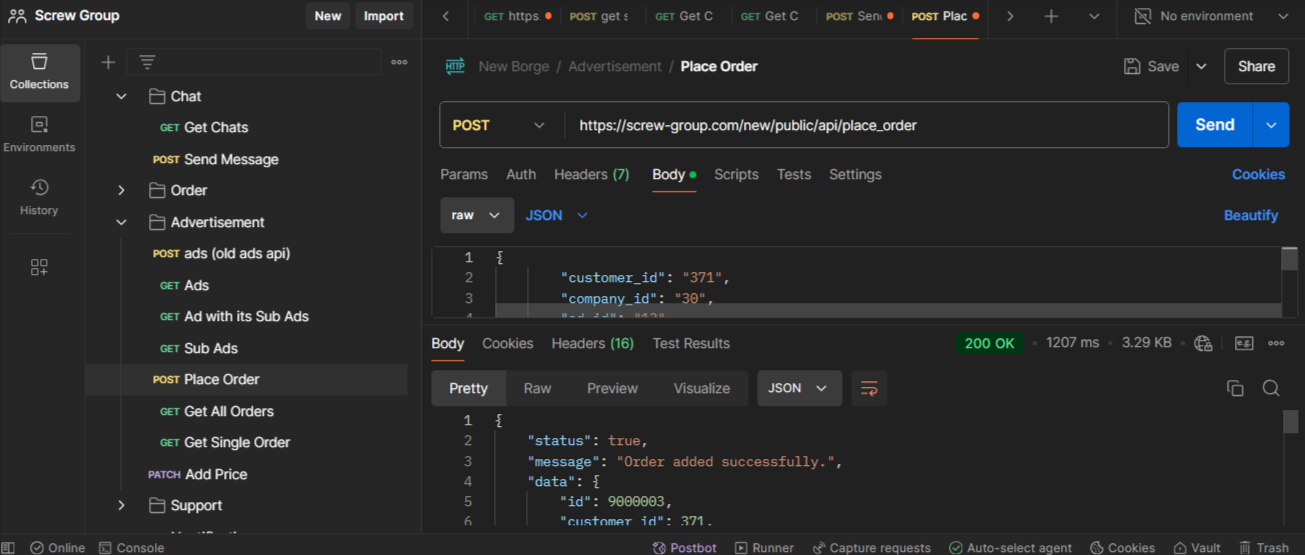 Screw Group
New
Import
GET https:
POST get s
GET Get C
GET Get C
POST Send
POST Plac
No environment
Collections
Environments
History
Chat
GET Get Chats
POST Send Message
Order
Advertisement
POST ads (old ads api)
GET Ads
GET Ad with its Sub Ads
GET Sub Ads
POST Place Order
GET Get All Orders
GET Get Single Order
PATCH Add Price
Support
HTTP New Borge / Advertisement / Place Order
Save
Share
POST
https://screw-group.com/new/public/api/place_order
Send
Params Auth Headers (7) Body Scripts Tests Settings
Cookies
raw
JSON
Beautify
1 {
2 "customer_id": "371",
3 "company_id": "30",
4 "ad_id": "13"
Body Cookies Headers (16) Test Results
200 OK • 1207 ms • 3.29 KB
e.g.
Pretty Raw Preview Visualize
JSON
1 {
2 "status": true,
3 "message": "Order added successfully.",
4 "data": {
5 "id": 9000003,
6 "customer_id": 371,
Online
Console
Postbot
Runner
Capture requests
Auto-select agent
Cookies
Vault
Trash